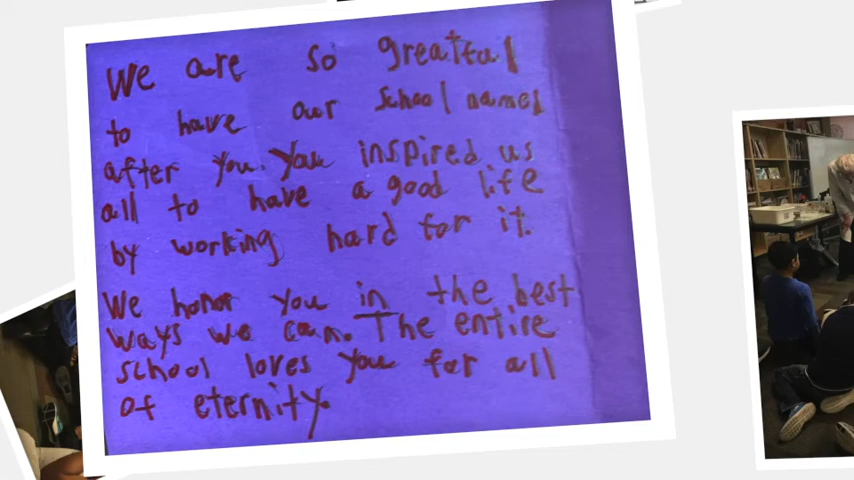 We are so greatful
to have our school named
after you. You inspired us
all to have a good life
by working hard for it.
We honor you in the best
ways we can. The entire
school loves you for all
of eternity.